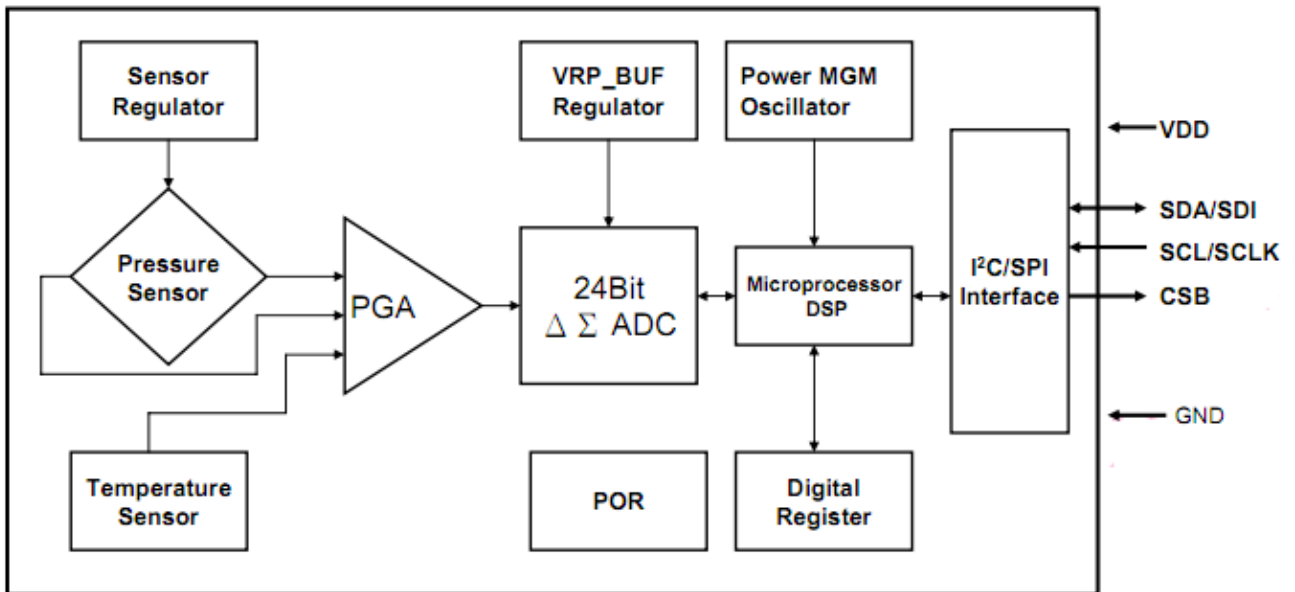 Sensor
Regulator
VRP_BUF
Regulator
Power MGM
Oscillator
VDD
Pressure
Sensor
PGA
24Bit
Δ Σ ADC
Microprocessor
DSP
I²C/SPI
Interface
SDA/SDI
SCL/SCLK
CSB
GND
Temperature
Sensor
POR
Digital
Register